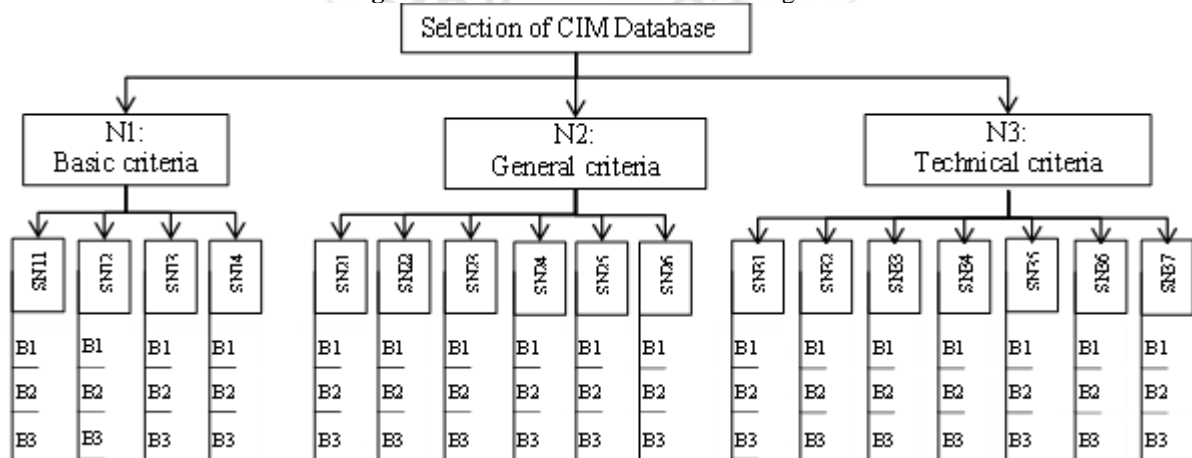 Selection of CIM Database
N1:
Basic criteria
N2:
General criteria
N3:
Technical criteria
SN11 SN12 SN13 SN14 SN21 SN22 SN23 SN24 SN25 SN26 SN31 SN32 SN33 SN34 SN35 SN36 SN37
B1 B1 B1 B1 B1 B1 B1 B1 B1 B1 B1 B1 B1 B1 B1 B1 B1
B2 B2 B2 B2 B2 B2 B2 B2 B2 B2 B2 B2 B2 B2 B2 B2 B2
B3 B3 B3 B3 B3 B3 B3 B3 B3 B3 B3 B3 B3 B3 B3 B3 B3